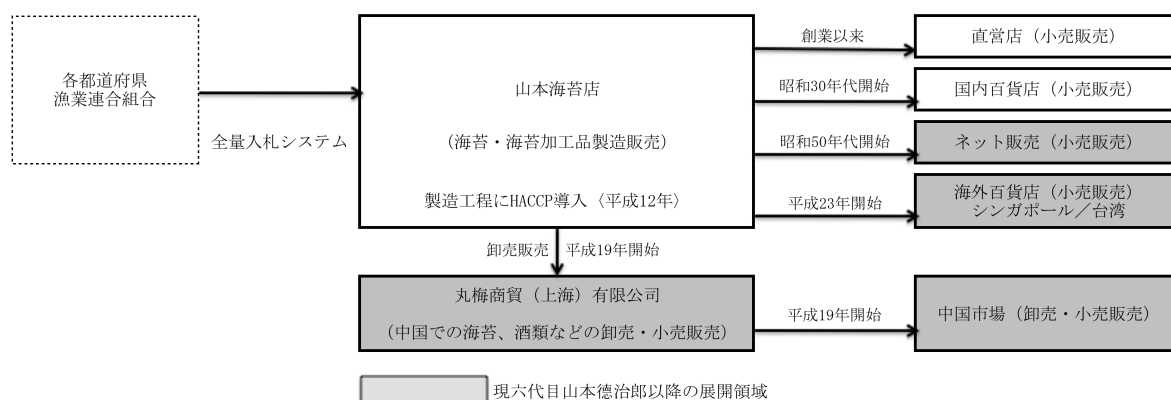 各都道府県
漁業連合組合
全量入札システム
山本海苔店
（海苔・海苔加工品製造販売）
製造工程にHACCP導入〈平成12年〉
創業以来
直営店（小売販売）
昭和30年代開始
国内百貨店（小売販売）
昭和50年代開始
ネット販売（小売販売）
平成23年開始
海外百貨店（小売販売）
シンガポール／台湾
卸売販売
平成19年開始
丸梅商貿（上海）有限公司
（中国での海苔、酒類などの卸売・小売販売）
平成19年開始
中国市場（卸売・小売販売）
現六代目山本德治郎以降の展開領域